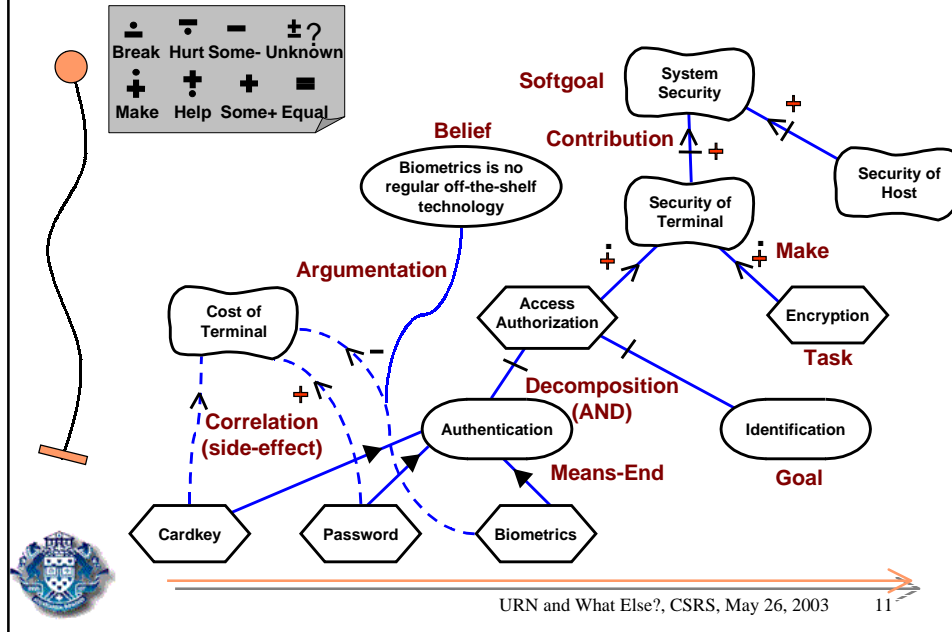 Break Hurt Some- Unknown
Make Help Some+ Equal
Softgoal
System
Security
Contribution
Security of
Host
Belief
Biometrics is no
regular off-the-shelf
technology
Security of
Terminal
Make
Argumentation
Cost of
Terminal
Access
Authorization
Encryption
Task
Decomposition
(AND)
Correlation
(side-effect)
Authentication
Identification
Means-End
Goal
Cardkey
Password
Biometrics
URN and What Else?, CSRS, May 26, 2003 11